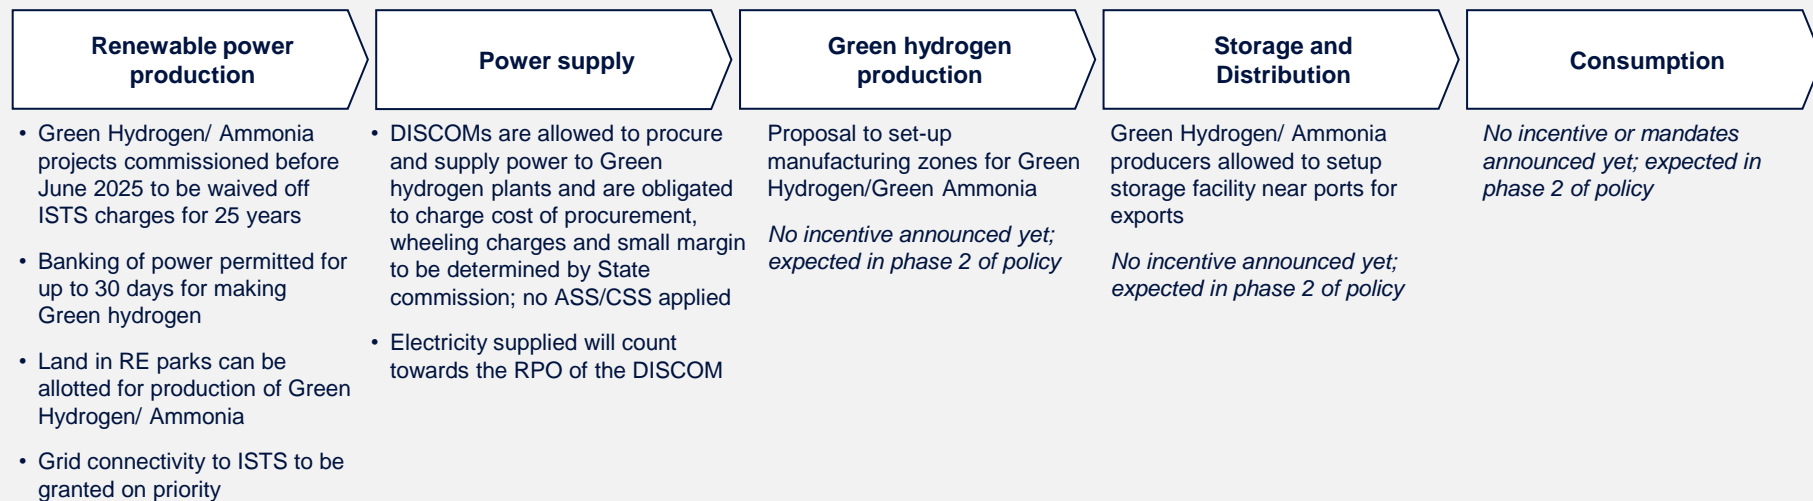 Renewable power
production
• Green Hydrogen/ Ammonia
projects commissioned before
June 2025 to be waived off
ISTS charges for 25 years
• Banking of power permitted for
up to 30 days for making
Green hydrogen
• Land in RE parks can be
allotted for production of Green
Hydrogen/ Ammonia
• Grid connectivity to ISTS to be
granted on priority
Power supply
• DISCOMs are allowed to procure
and supply power to Green
hydrogen plants and are obligated
to charge cost of procurement,
wheeling charges and small margin
to be determined by State
commission; no ASS/CSS applied
• Electricity supplied will count
towards the RPO of the DISCOM
Green hydrogen
production
Proposal to set-up
manufacturing zones for Green
Hydrogen/Green Ammonia
No incentive announced yet;
expected in phase 2 of policy
Storage and
Distribution
Green Hydrogen/ Ammonia
producers allowed to setup
storage facility near ports for
exports
No incentive announced yet;
expected in phase 2 of policy
Consumption
No incentive or mandates
announced yet; expected in
phase 2 of policy